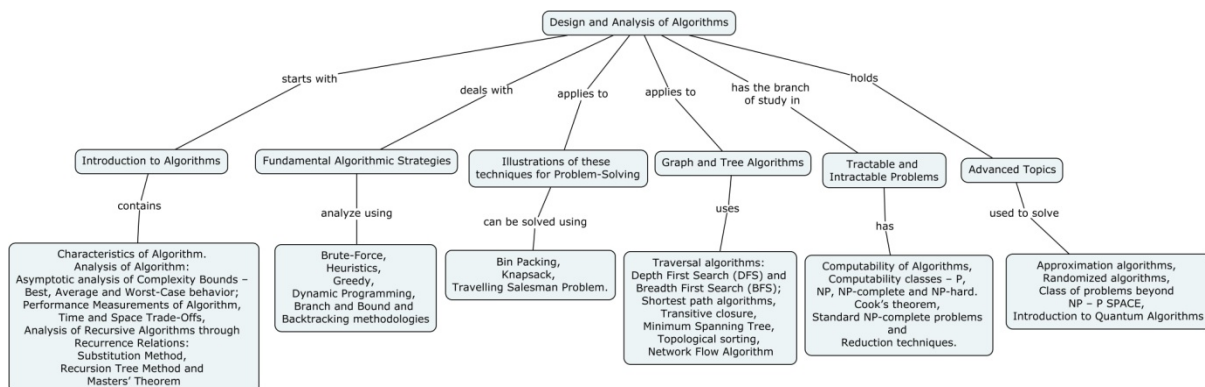 Design and Analysis of Algorithms
starts with
deals with
applies to
applies to
has the branch
of study in
holds
Introduction to Algorithms
Fundamental Algorithmic Strategies
Illustrations of these
techniques for Problem-Solving
Graph and Tree Algorithms
Tractable and
Intractable Problems
Advanced Topics
contains
analyze using
can be solved using
uses
has
used to solve
Characteristics of Algorithm.
Analysis of Algorithm:
Asymptotic analysis of Complexity Bounds –
Best, Average and Worst-Case behavior;
Performance Measurements of Algorithm,
Time and Space Trade-Offs,
Analysis of Recursive Algorithms through
Recurrence Relations:
Substitution Method,
Recursion Tree Method and
Masters' Theorem
Brute-Force,
Heuristics,
Greedy,
Dynamic Programming,
Branch and Bound and
Backtracking methodologies
Bin Packing,
Knapsack,
Travelling Salesman Problem.
Traversal algorithms:
Depth First Search (DFS) and
Breadth First Search (BFS);
Shortest path algorithms,
Transitive closure,
Minimum Spanning Tree,
Topological sorting,
Network Flow Algorithm
Computability of Algorithms,
Computability classes – P,
NP, NP-complete and NP-hard.
Cook's theorem,
Standard NP-complete problems
and
Reduction techniques.
Approximation algorithms,
Randomized algorithms,
Class of problems beyond
NP – P SPACE,
Introduction to Quantum Algorithms